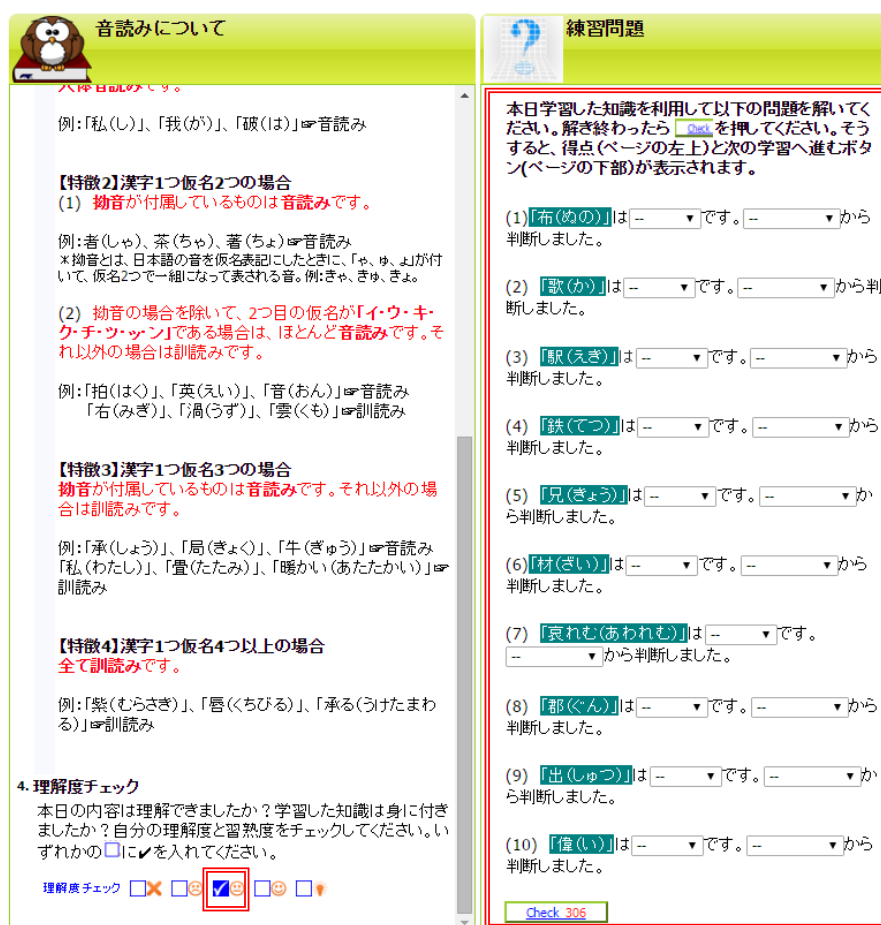 音読みについて
大体音読みです。
例:「私(し)」、「我(が)」、「破(は)」☞音読み
【特徴2】漢字1つ仮名2つの場合
(1) 拗音が付属しているものは音読みです。
例:者(しゃ)、茶(ちゃ)、著(ちょ)☞音読み
*拗音とは、日本語の音を仮名表記にしたときに、「ゃ、ゅ、ょ」が付
いて、仮名2つで一組になって表される音。例:きゃ、きゅ、きょ。
(2) 拗音の場合を除いて、2つ目の仮名が「イ・ウ・キ・
ク・チ・ツ・ッ・ン」である場合は、ほとんど音読みです。そ
れ以外の場合は訓読みです。
例:「拍(はく)」、「英(えい)」、「音(おん)」☞音読み
「右(みぎ)」、「渦(うず)」、「雲(くも)」☞訓読み
【特徴3】漢字1つ仮名3つの場合
拗音が付属しているものは音読みです。それ以外の場
合は訓読みです。
例:「承(しょう)」、「局(きょく)」、「牛(ぎゅう)」☞音読み
「私(わたし)」、「畳(たたみ)」、「暖かい(あたたかい)」☞
訓読み
【特徴4】漢字1つ仮名4つ以上の場合
全て訓読みです。
例:「紫(むらさき)」、「唇(くちびる)」、「承る(うけたまわ
る)」☞訓読み
4. 理解度チェック
本日の内容は理解できましたか?学習した知識は身に付き
ましたか?自分の理解度と習熟度をチェックしてください。い
ずれかの□に✔を入れてください。
理解度チェック
練習問題
本日学習した知識を利用して以下の問題を解いてく
ださい。解き終わったら Check を押してください。そう
すると、得点(ページの左上)と次の学習へ進むボタ
ン(ページの下部)が表示されます。
(1)「布(ぬの)」は -- です。 -- から
判断しました。
(2) 「歌(か)」は -- です。 -- から判
断しました。
(3) 「駅(えき)」は -- です。 -- から
判断しました。
(4) 「鉄(てつ)」は -- です。 -- から
判断しました。
(5) 「兄(きょう)」は -- です。 -- か
ら判断しました。
(6)「材(ざい)」は -- です。 -- から
判断しました。
(7) 「哀れむ(あわれむ)」は -- です。
-- から判断しました。
(8) 「郡(ぐん)」は -- です。 -- から
判断しました。
(9) 「出(しゅつ)」は -- です。 -- か
ら判断しました。
(10) 「偉(い)」は -- です。 -- から
判断しました。
Check 306